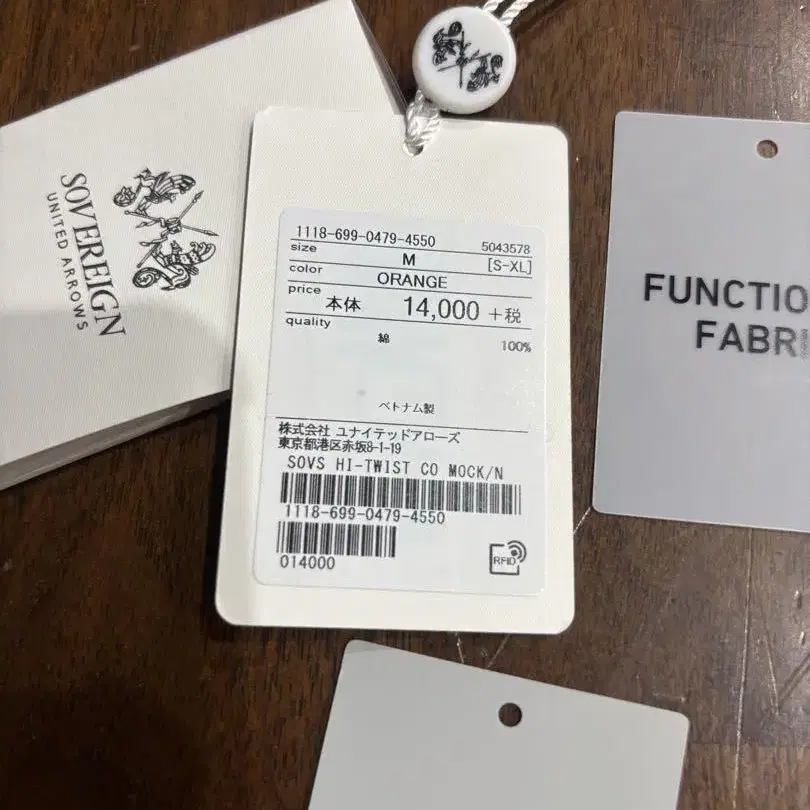 SOVEREIGN
UNITED ARROWS
1118-699-0479-4550 5043578
size M [S-XL]
color ORANGE
price 本体 14,000 +税
quality
綿 100%
ベトナム製
株式会社 ユナイテッドアローズ
東京都港区赤坂8-1-19
SOVS HI-TWIST CO MOCK/N
1118-699-0479-4550
014000
RFID
FUNCTIO
FABRI